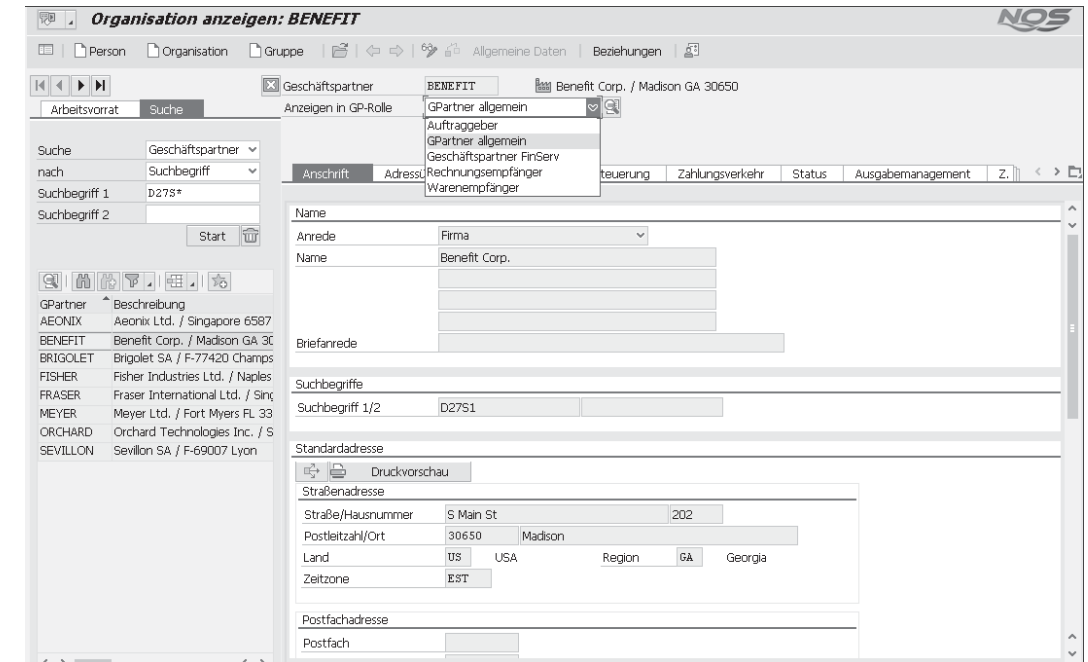 Organisation anzeigen: BENEFIT
NOS
Person Organisation Gruppe Allgemeine Daten Beziehungen
Geschäftspartner BENEFIT Benefit Corp. / Madison GA 30650
Arbeitsvorrat Suche
Anzeigen in GP-Rolle GPartner allgemein
Auftraggeber
GPartner allgemein
Geschäftspartner FinServ
Rechnungsempfänger
Warenempfänger
Suche Geschäftspartner
nach Suchbegriff
Suchbegriff 1 D27S*
Suchbegriff 2
Start
GPartner Beschreibung
AEONIX Aeonix Ltd. / Singapore 6587
BENEFIT Benefit Corp. / Madison GA 30
BRIGOLET Brigolet SA / F-77420 Champs
FISHER Fisher Industries Ltd. / Naples
FRASER Fraser International Ltd. / Sing
MEYER Meyer Ltd. / Fort Myers FL 33
ORCHARD Orchard Technologies Inc. / S
SEVILLON Sevillon SA / F-69007 Lyon
Anschrift Adressü teuerung Zahlungsverkehr Status Ausgabemanagement Z.
Name
Anrede Firma
Name Benefit Corp.
Briefanrede
Suchbegriffe
Suchbegriff 1/2 D27S1
Standardadresse
Druckvorschau
Straßenadresse
Straße/Hausnummer S Main St 202
Postleitzahl/Ort 30650 Madison
Land US USA Region GA Georgia
Zeitzone EST
Postfachadresse
Postfach